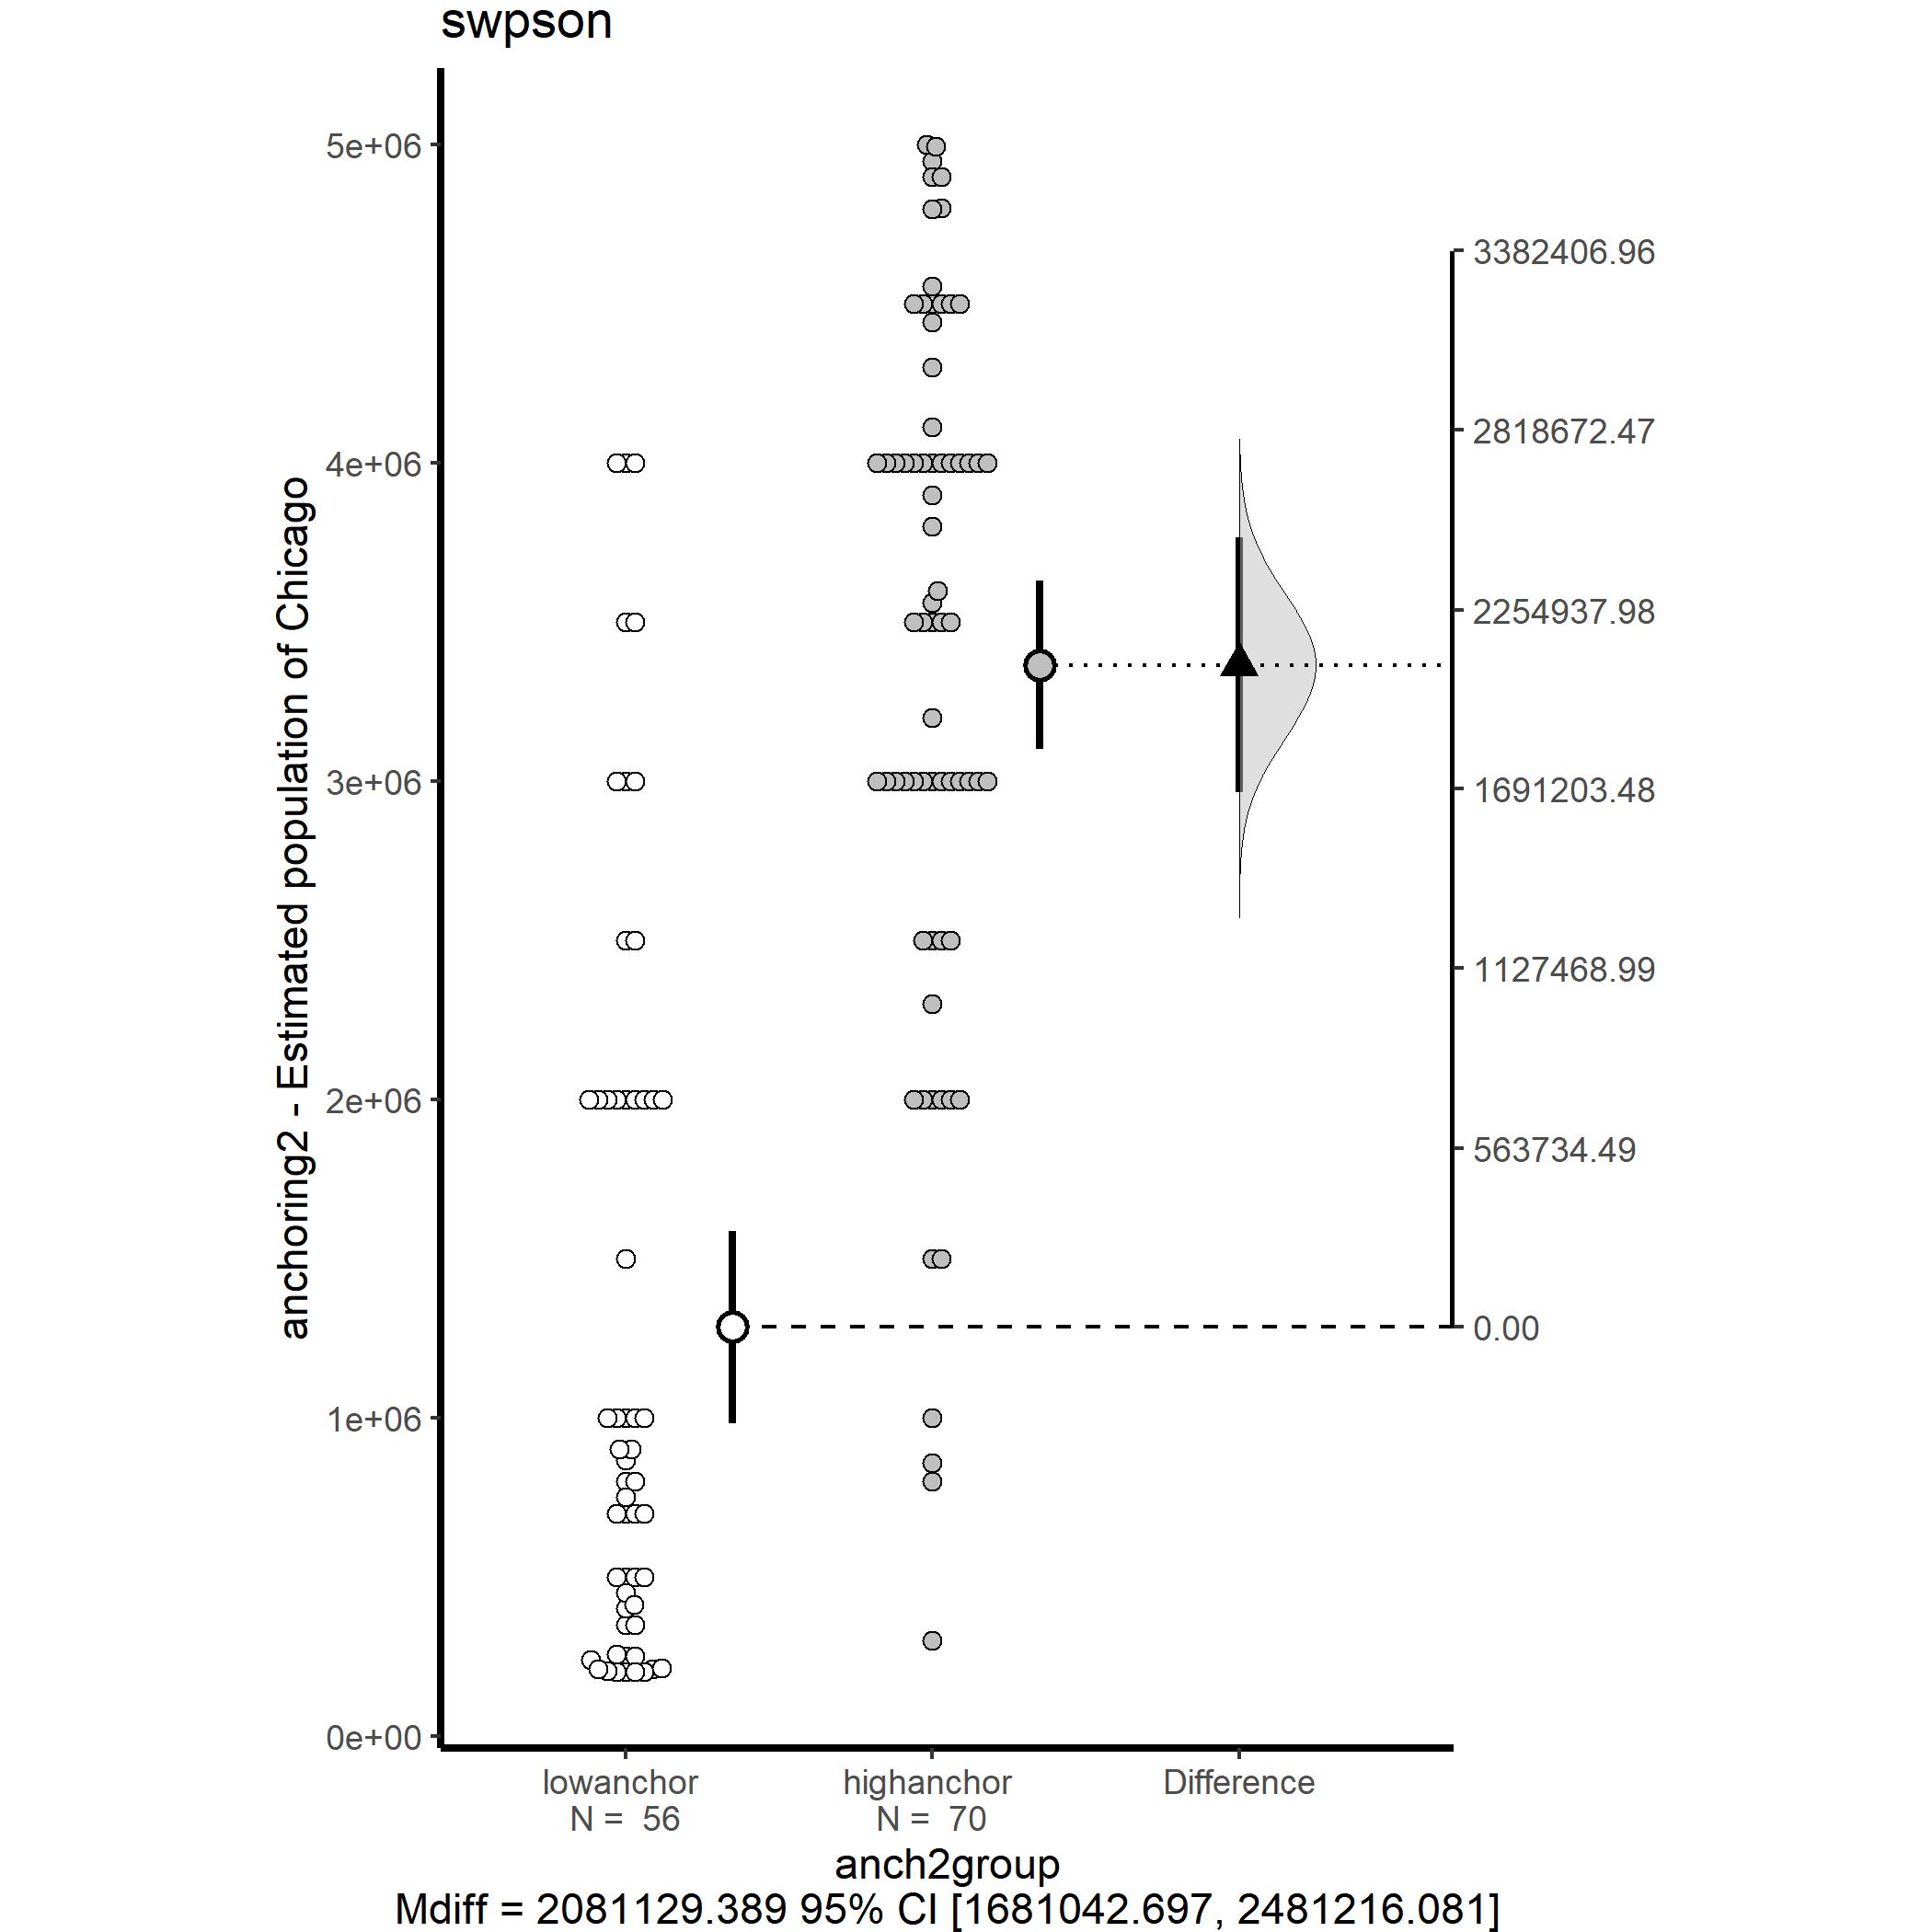 swpson
anchoring2 - Estimated population of Chicago
5e+06
4e+06
3e+06
2e+06
1e+06
0e+00
3382406.96
2818672.47
2254937.98
1691203.48
1127468.99
563734.49
0.00
lowanchor
N =  56
highanchor
N =  70
Difference
anch2group
Mdiff = 2081129.389 95% CI [1681042.697, 2481216.081]